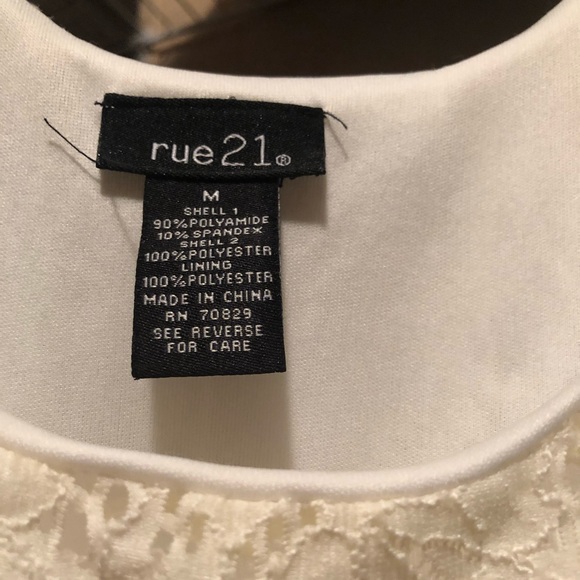 rue21®
M
SHELL 1
90%POLYAMIDE
10% SPANDEX
SHELL 2
100%POLYESTER
LINING
100%POLYESTER
MADE IN CHINA
RN 70829
SEE REVERSE
FOR CARE